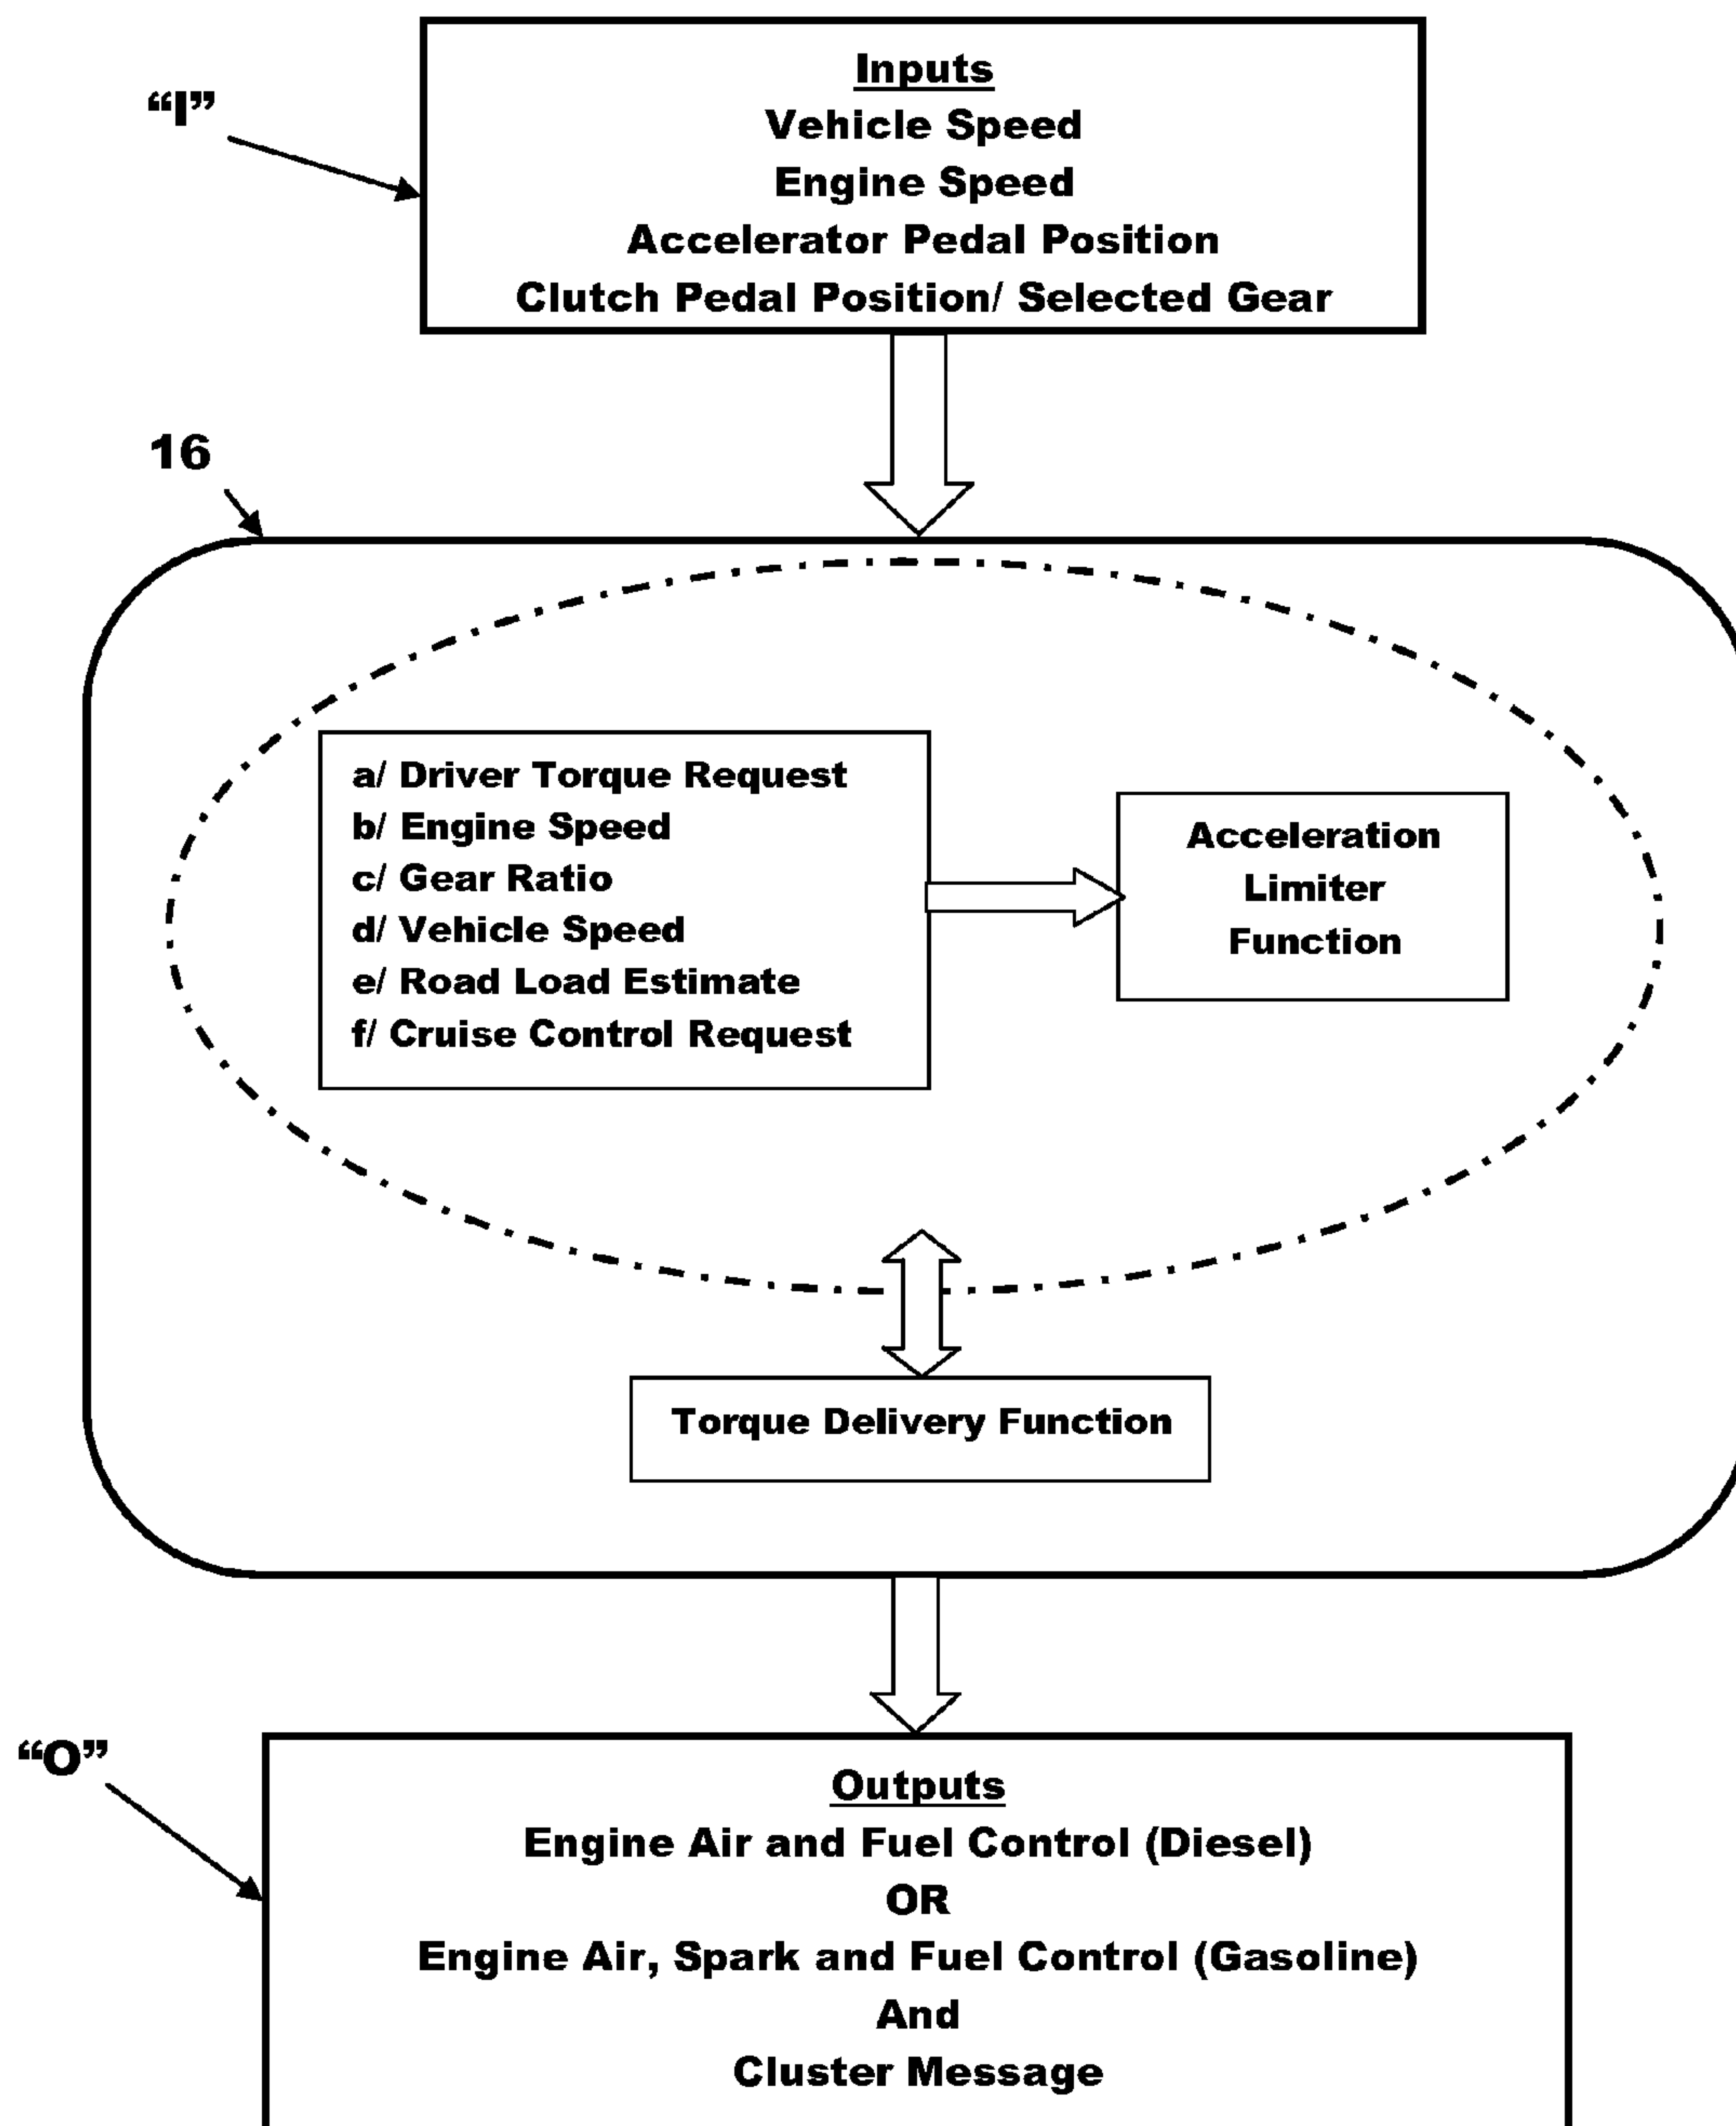 Inputs
“I”
Vehicle Speed
Engine Speed
Accelerator Pedal Position
Clutch Pedal Position/ Selected Gear
16
a/ Driver Torque Request
b/ Engine Speed
c/ Gear Ratio
d/ Vehicle Speed
e/ Road Load Estimate
f/ Cruise Control Request
Acceleration
Limiter
Function
Torque Delivery Function
“O”
Outputs
Engine Air and Fuel Control (Diesel)
OR
Engine Air, Spark and Fuel Control (Gasoline)
And
Cluster Message